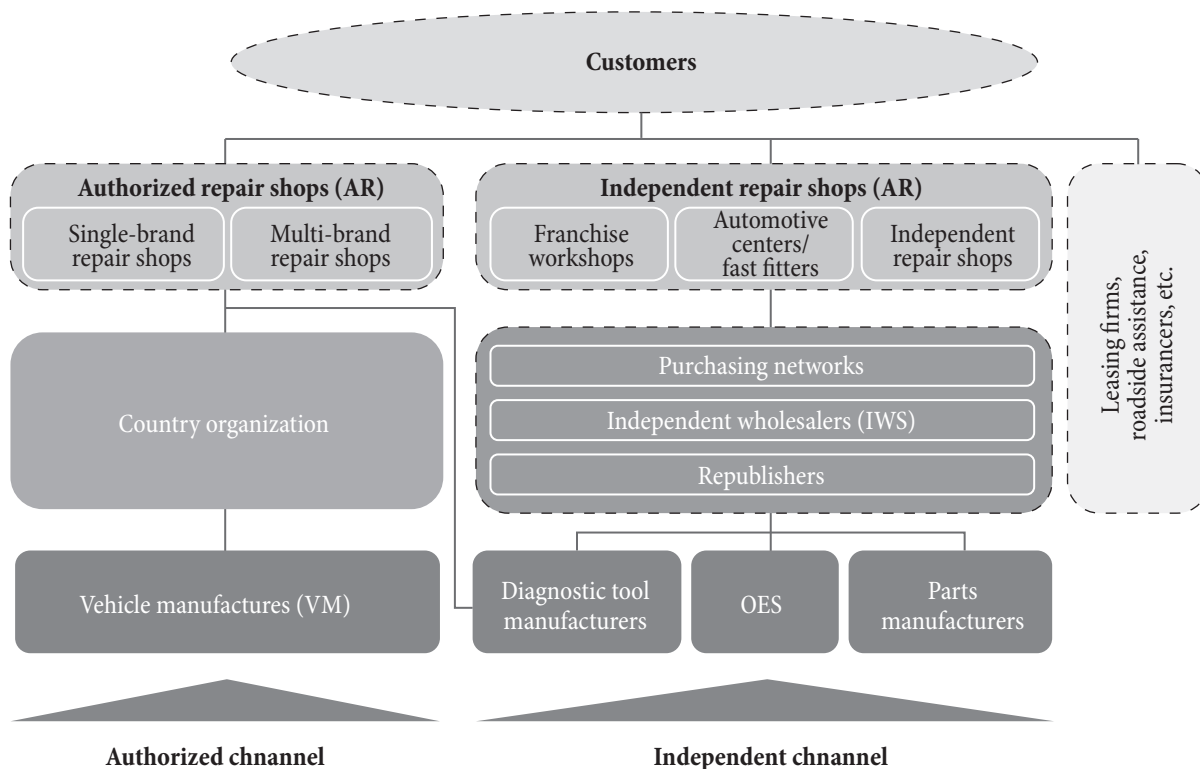 Customers
Authorized repair shops (AR)
Single-brand
repair shops
Multi-brand
repair shops
Independent repair shops (AR)
Franchise
workshops
Automotive
centers/
fast fitters
Independent
repair shops
Leasing firms,
roadside assistance,
insurancers, etc.
Country organization
Purchasing networks
Independent wholesalers (IWS)
Republishers
Vehicle manufactures (VM)
Diagnostic tool
manufacturers
OES
Parts
manufacturers
Authorized chnannel
Independent chnannel